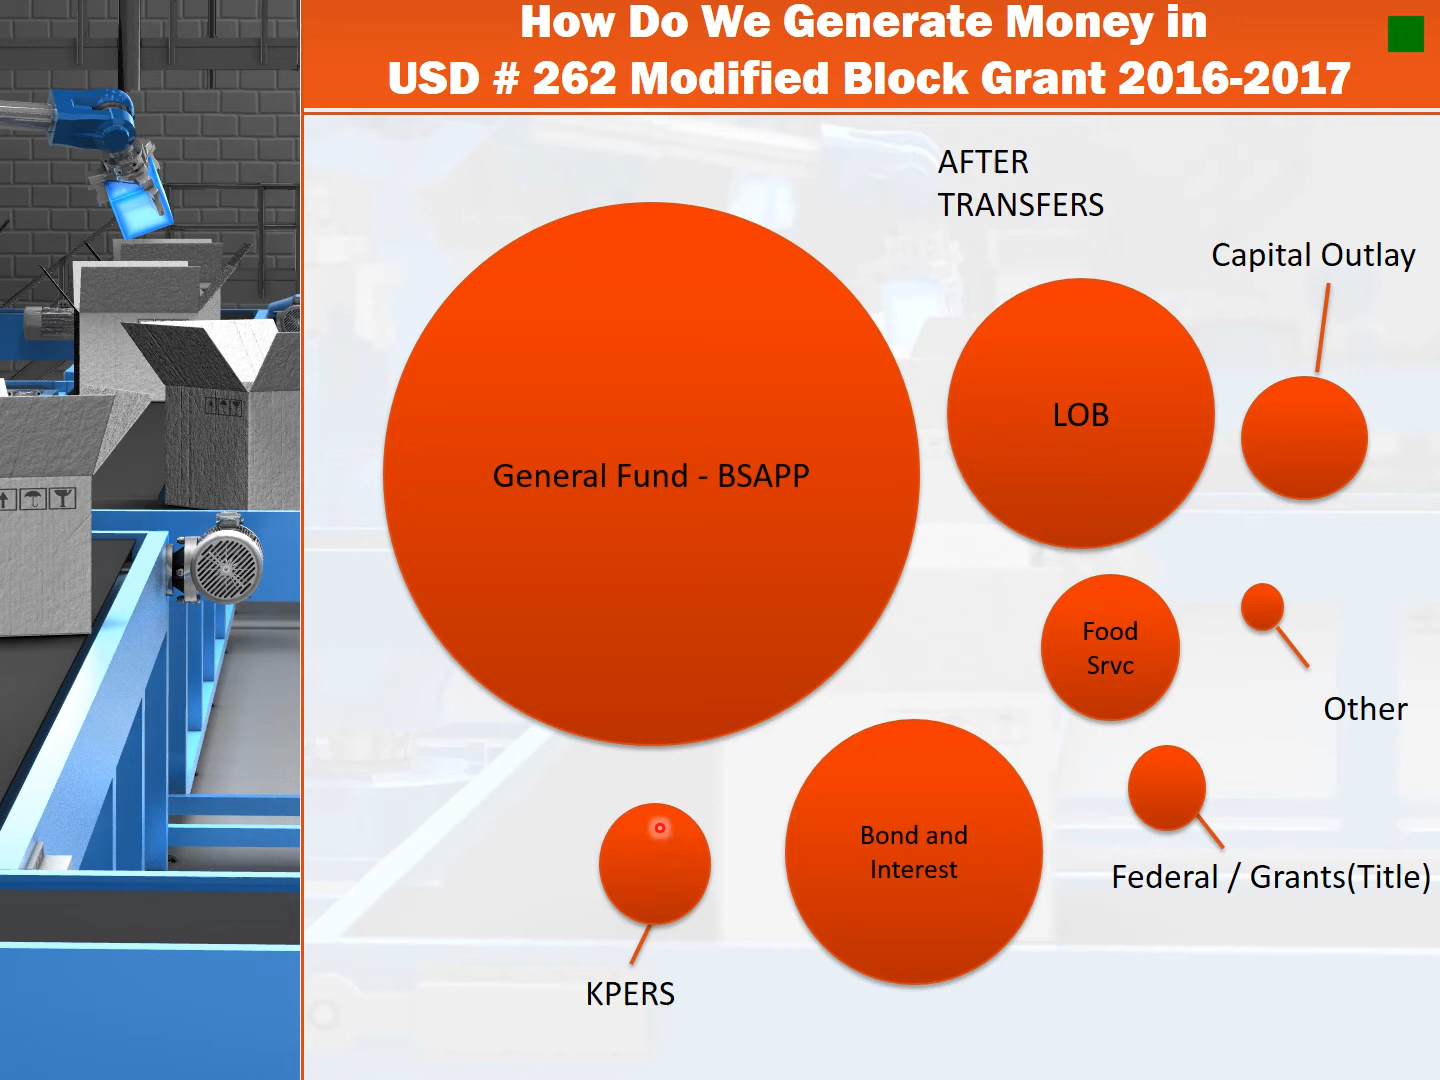 How Do We Generate Money in
USD # 262 Modified Block Grant 2016-2017
AFTER
TRANSFERS
Capital Outlay
LOB
General Fund - BSAPP
Food
Srvc
Other
Bond and
Interest
Federal / Grants(Title)
KPERS